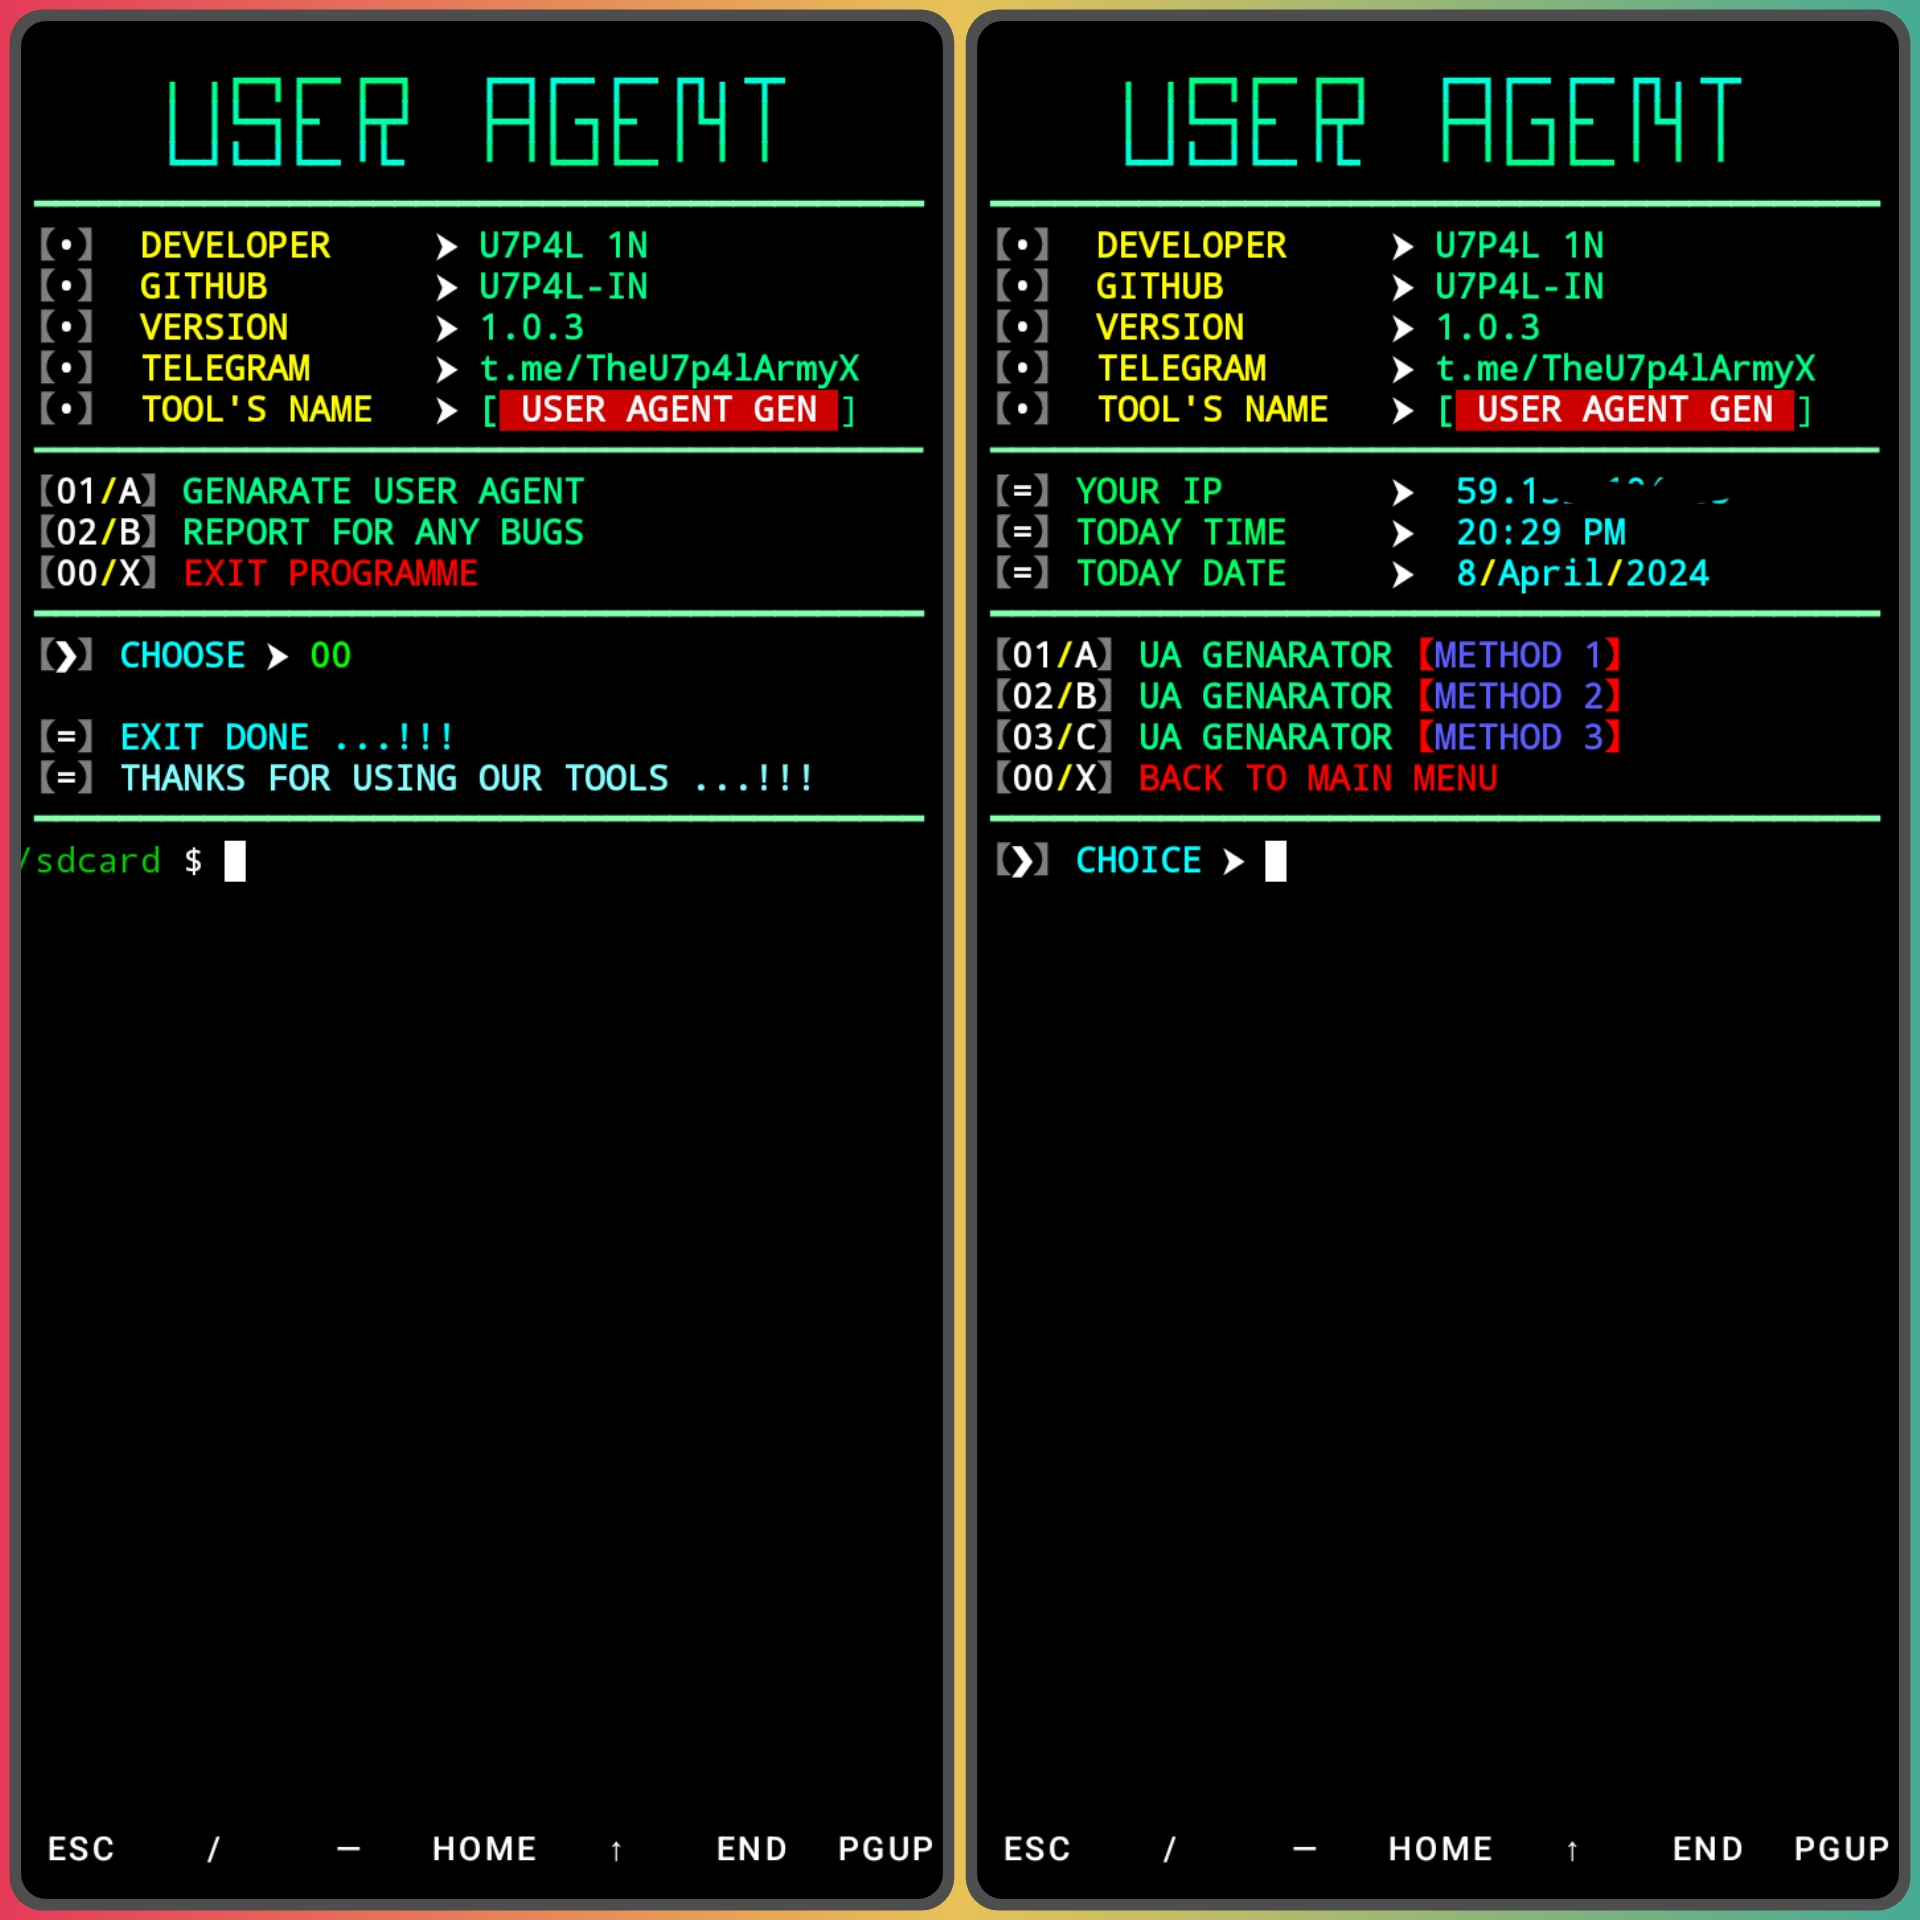 USER AGENT
(•) DEVELOPER ➤ U7P4L 1N
(•) GITHUB ➤ U7P4L-IN
(•) VERSION ➤ 1.0.3
(•) TELEGRAM ➤ t.me/TheU7p4lArmyX
(•) TOOL'S NAME ➤ [ USER AGENT GEN ]
(01/A) GENARATE USER AGENT
(02/B) REPORT FOR ANY BUGS
(00/X) EXIT PROGRAMME
(❯) CHOOSE ➤ 00
(=) EXIT DONE ...!!!
(=) THANKS FOR USING OUR TOOLS ...!!!
/sdcard $
ESC / — HOME ↑ END PGUP
USER AGENT
(•) DEVELOPER ➤ U7P4L 1N
(•) GITHUB ➤ U7P4L-IN
(•) VERSION ➤ 1.0.3
(•) TELEGRAM ➤ t.me/TheU7p4lArmyX
(•) TOOL'S NAME ➤ [ USER AGENT GEN ]
(=) YOUR IP ➤
(=) TODAY TIME ➤ 20:29 PM
(=) TODAY DATE ➤ 8/April/2024
(01/A) UA GENARATOR 【METHOD 1】
(02/B) UA GENARATOR 【METHOD 2】
(03/C) UA GENARATOR 【METHOD 3】
(00/X) BACK TO MAIN MENU
(❯) CHOICE ➤
ESC / — HOME ↑ END PGUP